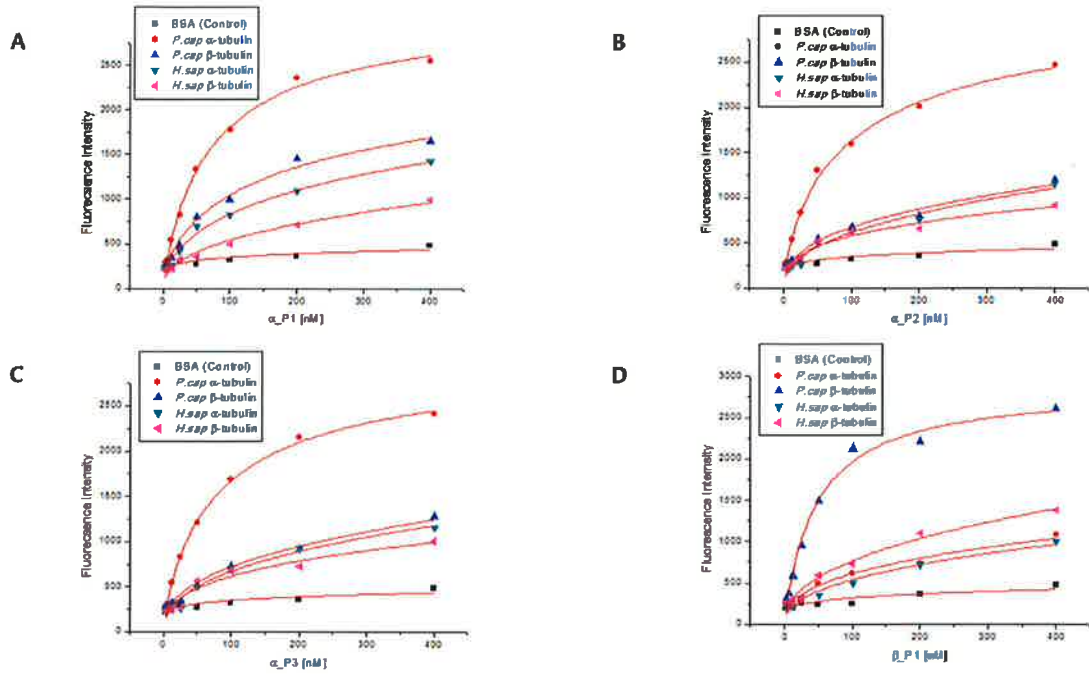 A
BSA (Control)
P.cap α-tubulin
P.cap β-tubulin
H.sap α-tubulin
H.sap β-tubulin
Fluorescence Intensity
2500
2000
1500
1000
500
0
0
100
200
300
400
α_P1 [nM]
B
BSA (Control)
P.cap α-tubulin
P.cap β-tubulin
H.sap α-tubulin
H.sap β-tubulin
Fluorescence Intensity
2500
2000
1500
1000
500
0
0
100
200
300
400
α_P2 [nM]
C
BSA (Control)
P.cap α-tubulin
P.cap β-tubulin
H.sap α-tubulin
H.sap β-tubulin
Fluorescence Intensity
2500
2000
1500
1000
500
0
0
100
200
300
400
α_P3 [nM]
D
BSA (Control)
P.cap α-tubulin
P.cap β-tubulin
H.sap α-tubulin
H.sap β-tubulin
Fluorescence Intensity
3000
2500
2000
1500
1000
500
0
0
100
200
300
400
β_P1 [nM]